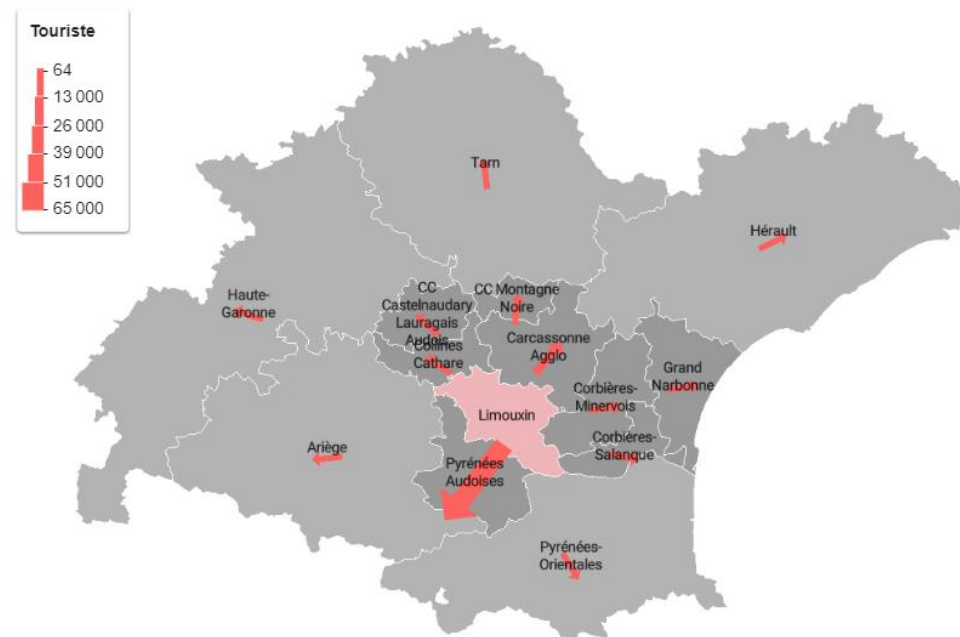 Touriste
64
13 000
26 000
39 000
51 000
65 000
Tarn
Hérault
Haute-
Garonne
CC
Castelnaudary
Lauragais
Audois
CC Montagne
Noire
Collines
Cathare
Carcassonne
Agglo
Grand
Narbonne
Corbières-
Minervois
Limouxin
Corbières-
Salanque
Ariège
Pyrénées
Audoises
Pyrénées-
Orientales